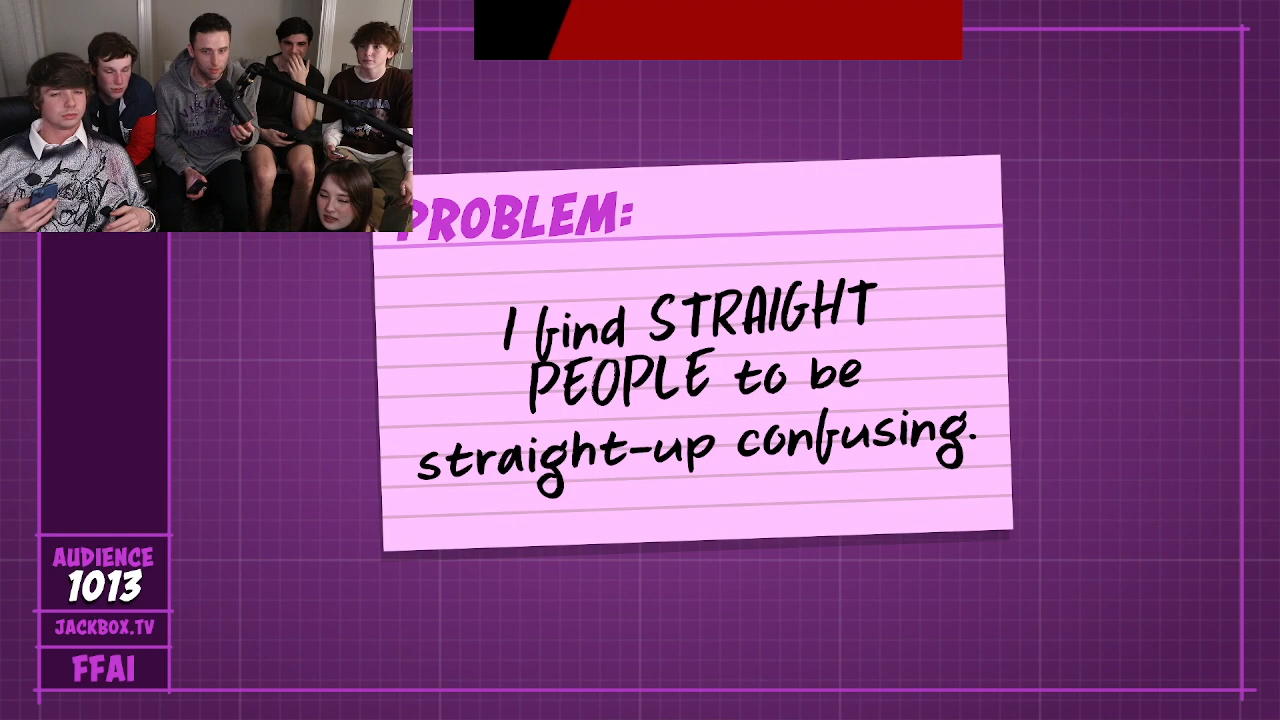 PROBLEM:
I find STRAIGHT
PEOPLE to be
straight-up confusing.
AUDIENCE
1013
JACKBOX.TV
FFAI